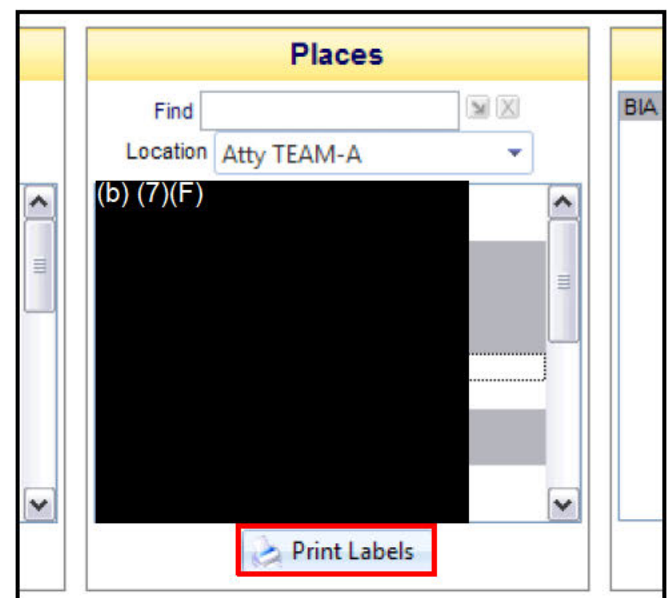 Places
Find
BIA
Location Atty TEAM-A
(b) (7)(F)
Print Labels